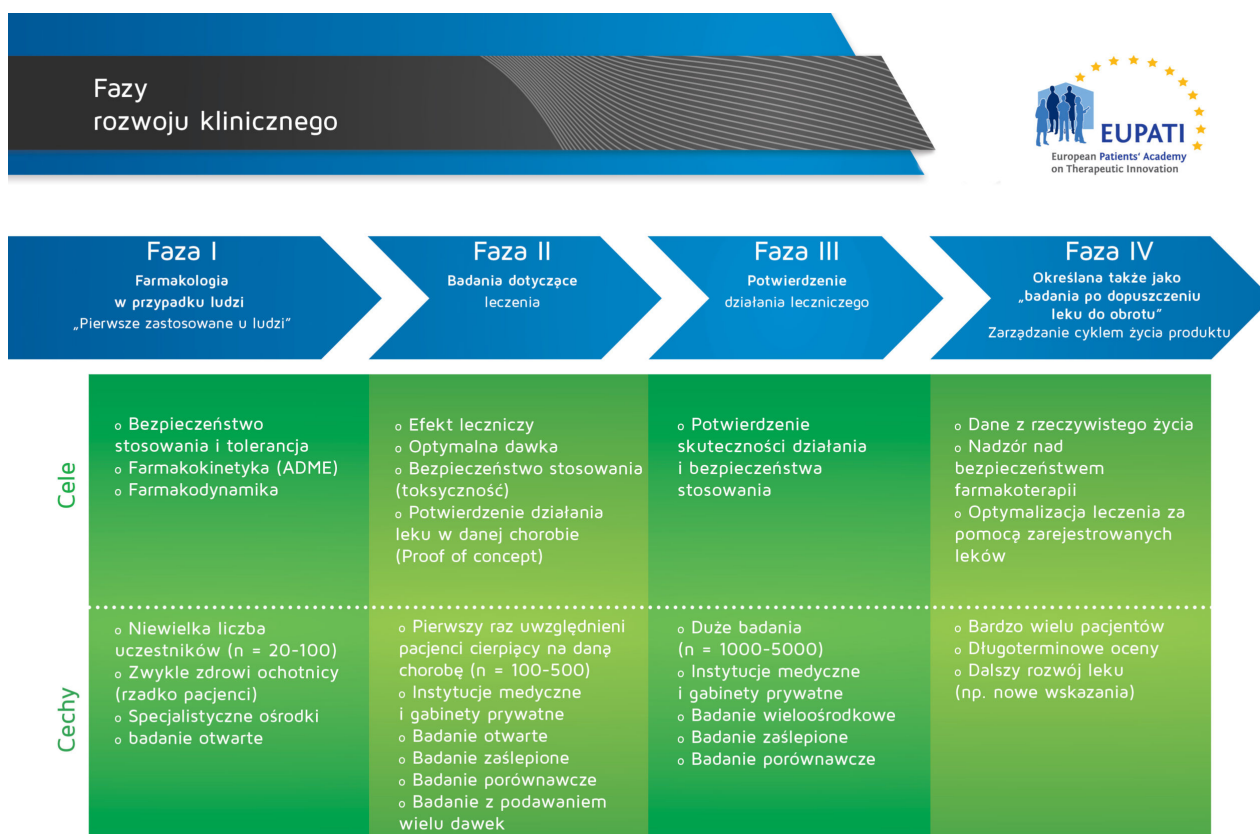 Fazy
rozwoju klinicznego
EUPATI
European Patients' Academy
on Therapeutic Innovation
Faza I
Farmakologia
w przypadku ludzi
„Pierwsze zastosowane u ludzi”
Faza II
Badania dotyczące
leczenia
Faza III
Potwierdzenie
działania leczniczego
Faza IV
Określana także jako
„badania po dopuszczeniu
leku do obrotu”
Zarządzanie cyklem życia produktu
Cele
o Bezpieczeństwo
stosowania i tolerancja
o Farmakokinetyka (ADME)
o Farmakodynamika
o Efekt leczniczy
o Optymalna dawka
o Bezpieczeństwo stosowania
(toksyczność)
o Potwierdzenie działania
leku w danej chorobie
(Proof of concept)
o Potwierdzenie
skuteczności działania
i bezpieczeństwa
stosowania
o Dane z rzeczywistego życia
o Nadzór nad
bezpieczeństwem
farmakoterapii
o Optymalizacja leczenia za
pomocą zarejestrowanych
leków
Cechy
o Niewielka liczba
uczestników (n = 20-100)
o Zwykle zdrowi ochotnicy
(rzadko pacjenci)
o Specjalistyczne ośrodki
o badanie otwarte
o Pierwszy raz uwzględnieni
pacjenci cierpiący na daną
chorobę (n = 100-500)
o Instytucje medyczne
i gabinety prywatne
o Badanie otwarte
o Badanie zaślepione
o Badanie porównawcze
o Badanie z podawaniem
wielu dawek
o Duże badania
(n = 1000-5000)
o Instytucje medyczne
i gabinety prywatne
o Badanie wieloośrodkowe
o Badanie zaślepione
o Badanie porównawcze
o Bardzo wielu pacjentów
o Długoterminowe oceny
o Dalszy rozwój leku
(np. nowe wskazania)